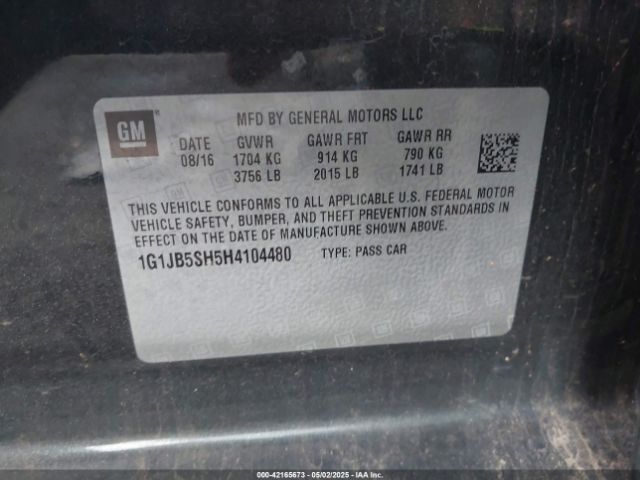 GM
MFD BY GENERAL MOTORS LLC
DATE GVWR GAWR FRT GAWR RR
08/16 1704 KG 914 KG 790 KG
3756 LB 2015 LB 1741 LB
THIS VEHICLE CONFORMS TO ALL APPLICABLE U.S. FEDERAL MOTOR
VEHICLE SAFETY, BUMPER, AND THEFT PREVENTION STANDARDS IN
EFFECT ON THE DATE OF MANUFACTURE SHOWN ABOVE.
1G1JB5SH5H4104480 TYPE: PASS CAR
000-42165673 - 05/02/2025 - IAAI, Inc.